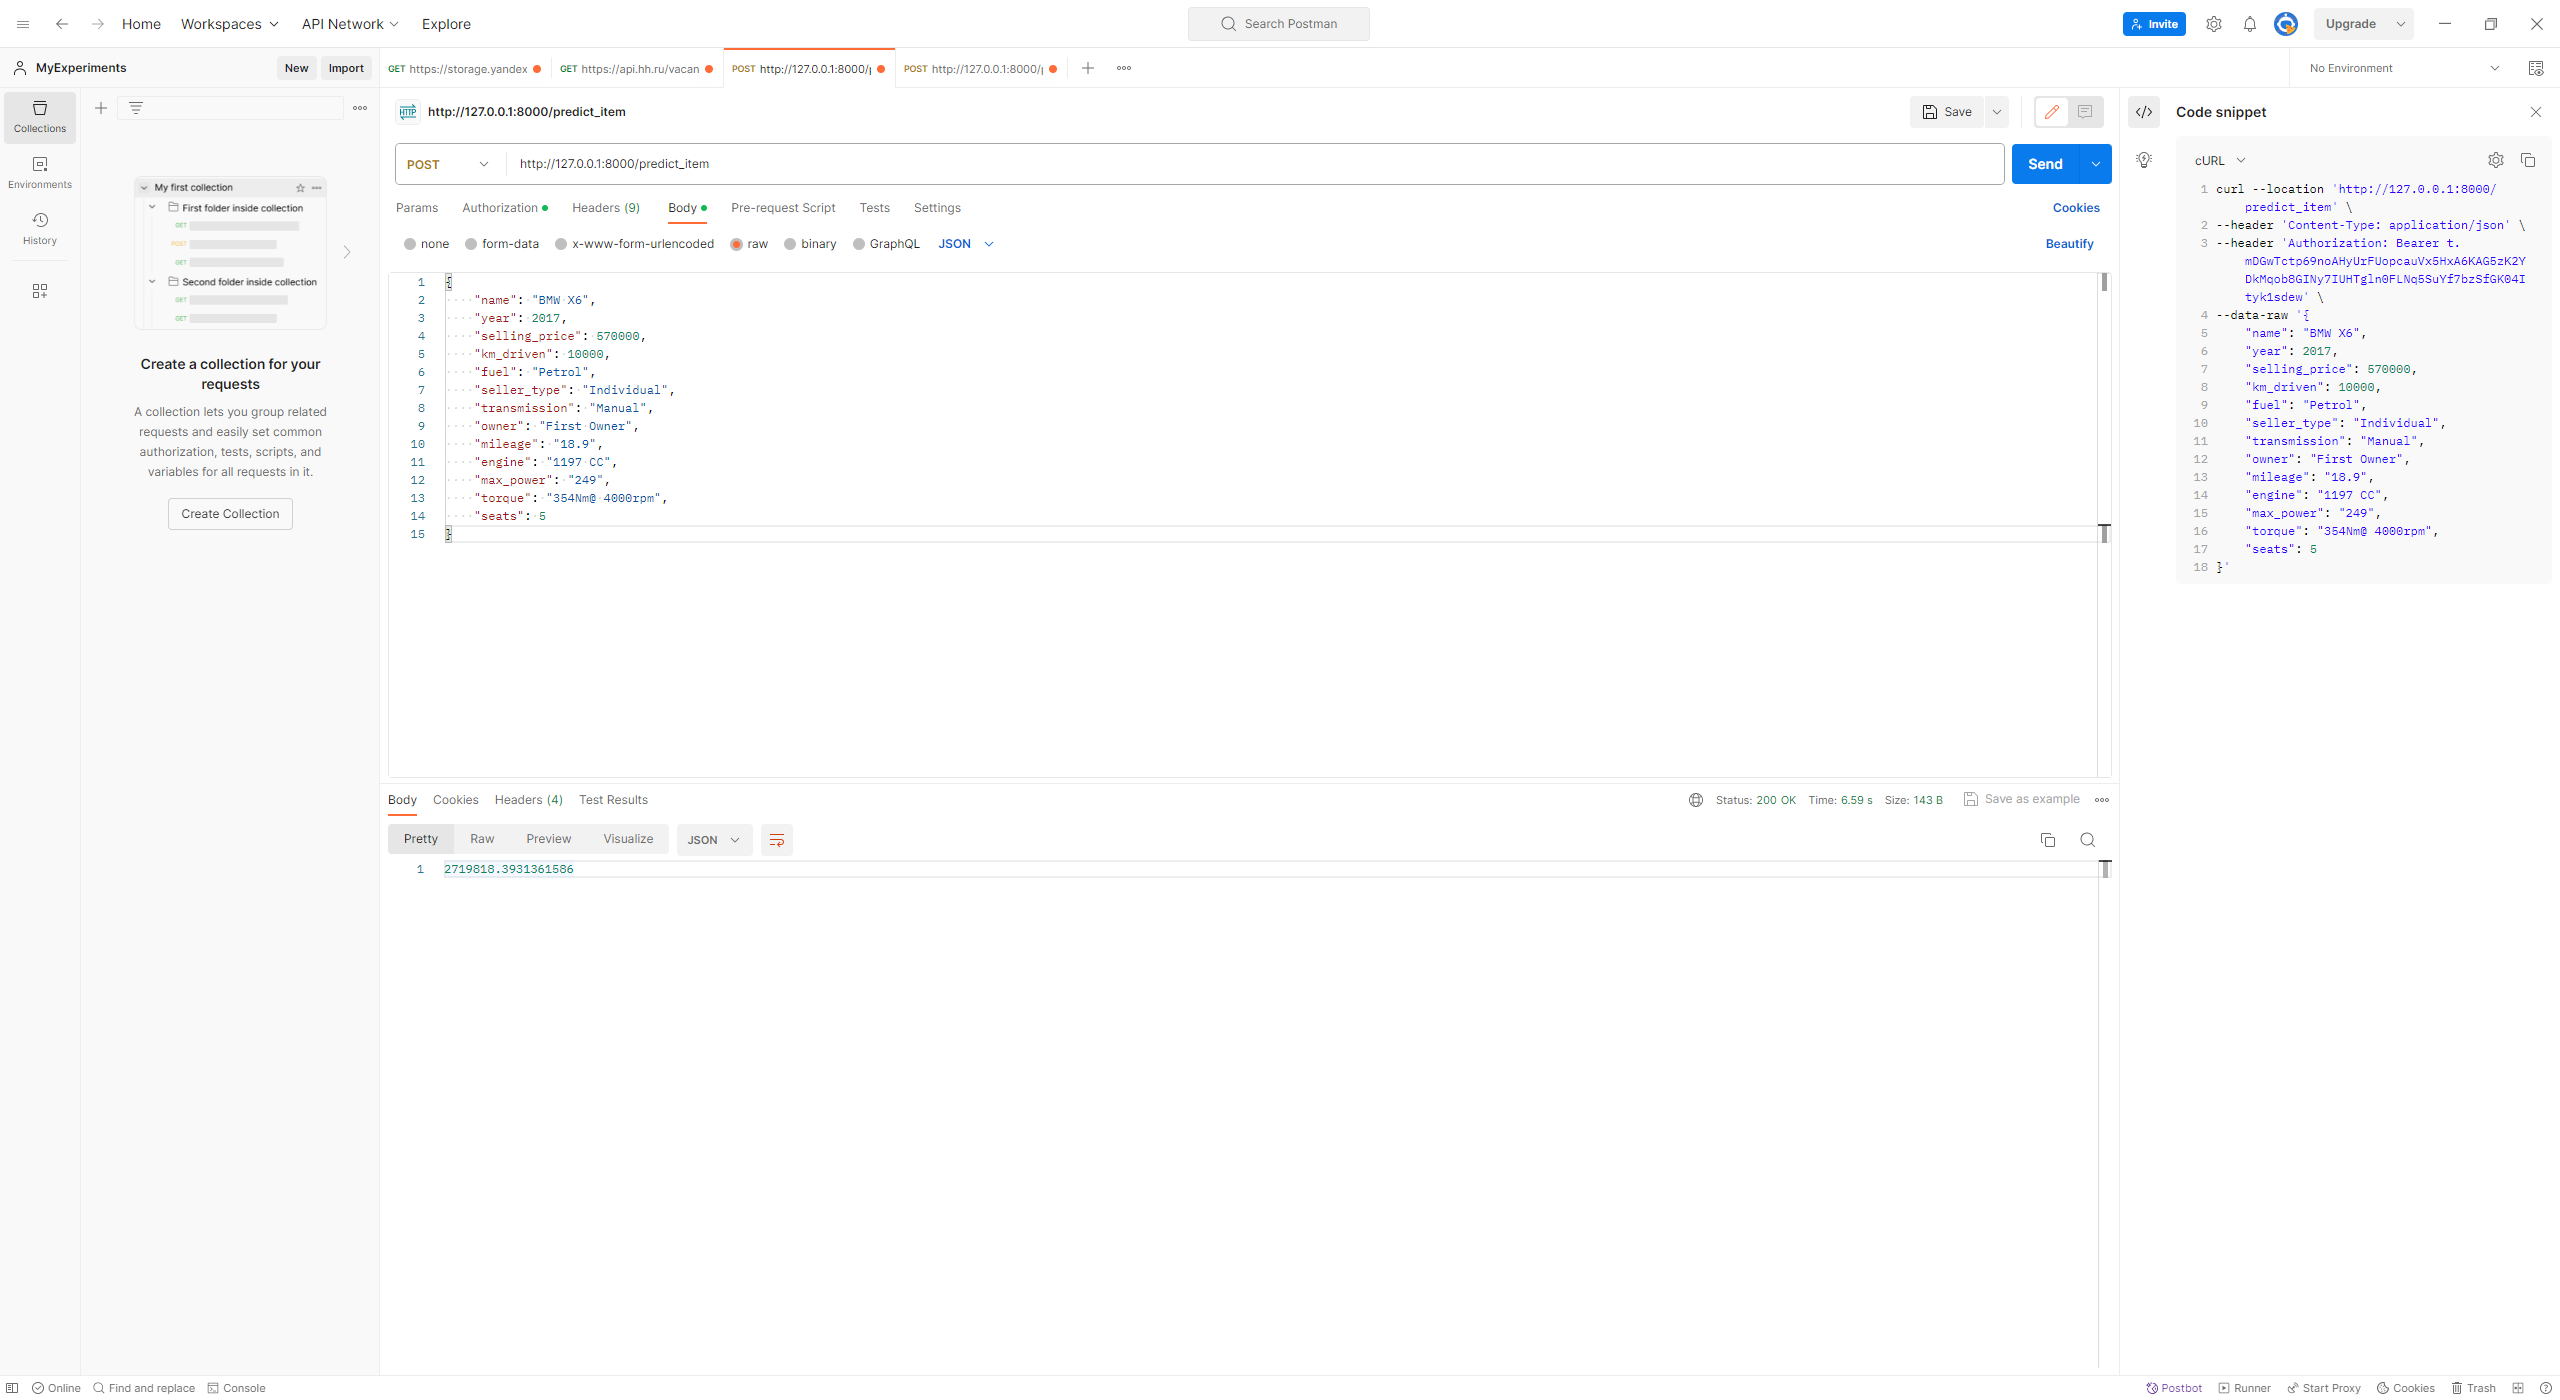 Home Workspaces API Network Explore
Search Postman
Invite Upgrade
MyExperiments New Import
GET https://storage.yandex GET https://api.hh.ru/vacan POST http://127.0.0.1:8000/p POST http://127.0.0.1:8000/p
No Environment
Collections
Environments
History
My first collection
First folder inside collection
GET
POST
GET
Second folder inside collection
GET
GET
Create a collection for your
requests
A collection lets you group related
requests and easily set common
authorization, tests, scripts, and
variables for all requests in it.
Create Collection
HTTP http://127.0.0.1:8000/predict_item
Save
POST http://127.0.0.1:8000/predict_item Send
Params Authorization Headers (9) Body Pre-request Script Tests Settings Cookies
none form-data x-www-form-urlencoded raw binary GraphQL JSON Beautify
1 {
2 "name": "BMW X6",
3 "year": 2017,
4 "selling_price": 570000,
5 "km_driven": 10000,
6 "fuel": "Petrol",
7 "seller_type": "Individual",
8 "transmission": "Manual",
9 "owner": "First Owner",
10 "mileage": "18.9",
11 "engine": "1197 CC",
12 "max_power": "249",
13 "torque": "354Nm@ 4000rpm",
14 "seats": 5
15 }
Body Cookies Headers (4) Test Results
Status: 200 OK Time: 6.59 s Size: 143 B Save as example
Pretty Raw Preview Visualize JSON
1 2719818.3931361586
</> Code snippet
cURL
1 curl --location 'http://127.0.0.1:8000/
predict_item' \
2 --header 'Content-Type: application/json' \
3 --header 'Authorization: Bearer t.
mDGwTctp69noAHyUrFUopcauVx5HxA6KAG5zK2Y
DkMqob8GINy7IUHTgln0FLNq5SuYf7bzSfGK04I
tyk1sdew' \
4 --data-raw '{
5 "name": "BMW X6",
6 "year": 2017,
7 "selling_price": 570000,
8 "km_driven": 10000,
9 "fuel": "Petrol",
10 "seller_type": "Individual",
11 "transmission": "Manual",
12 "owner": "First Owner",
13 "mileage": "18.9",
14 "engine": "1197 CC",
15 "max_power": "249",
16 "torque": "354Nm@ 4000rpm",
17 "seats": 5
18 }'
Online Find and replace Console
Postbot Runner Start Proxy Cookies Trash